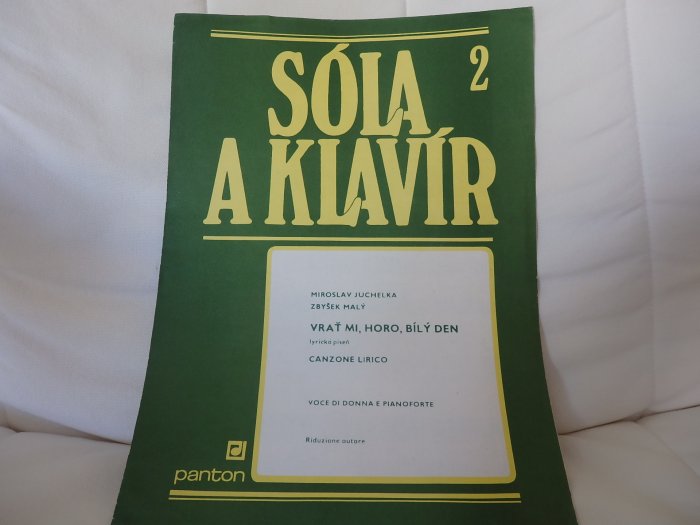 SÓLA 2
A KLAVÍR
MIROSLAV JUCHELKA
ZBYŠEK MALÝ
VRAŤ MI, HORO, BÍLÝ DEN
lyrická píseň
CANZONE LIRICO
VOCE DI DONNA E PIANOFORTE
Riduzione autore
panton